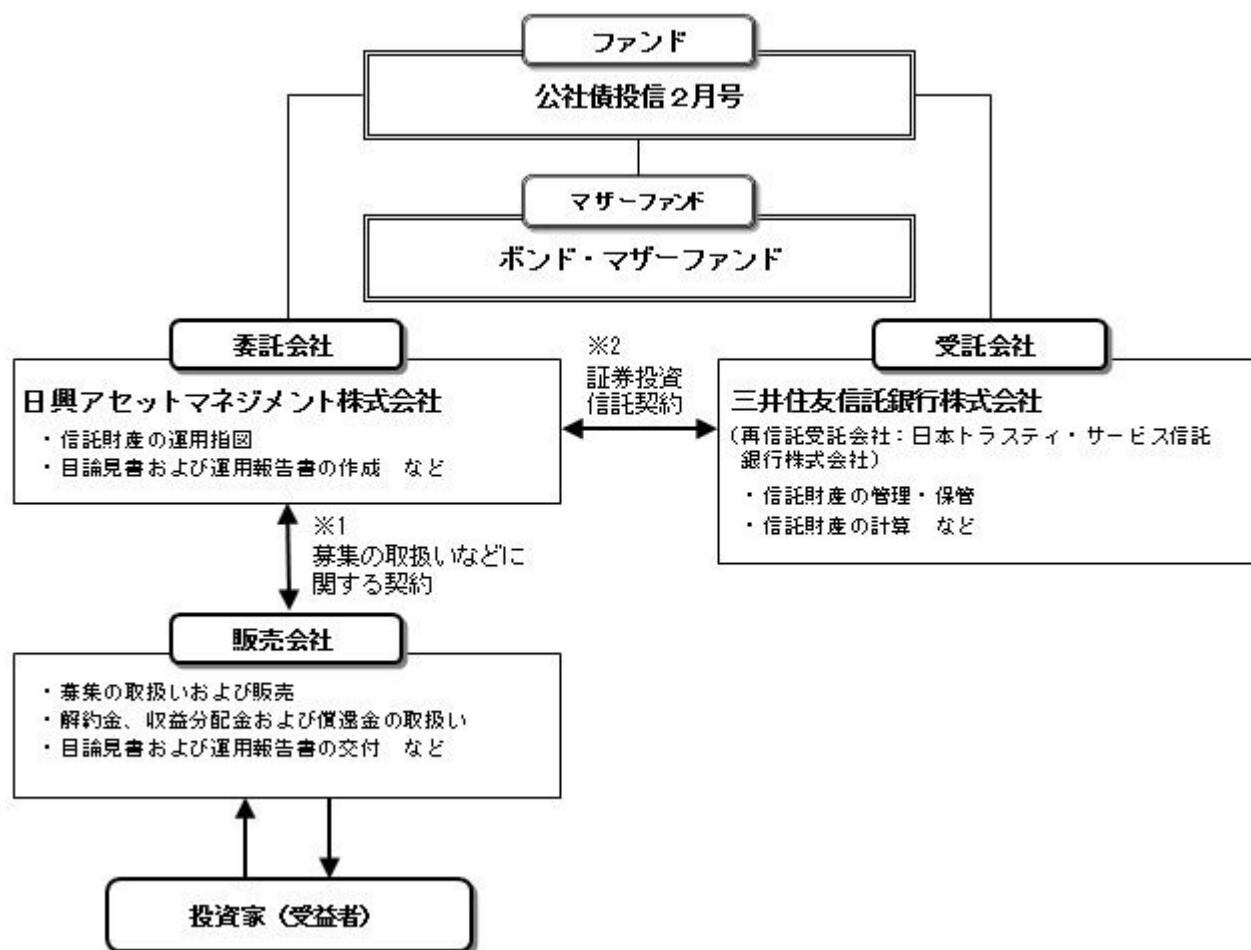 ファンド
公社債投信2月号
マザーファンド
ボンド・マザーファンド
委託会社
日興アセットマネジメント株式会社
・信託財産の運用指図
・目論見書および運用報告書の作成 など
※2
証券投資
信託契約
受託会社
三井住友信託銀行株式会社
(再信託受託会社:日本トラスティ・サービス信託
銀行株式会社)
・信託財産の管理・保管
・信託財産の計算 など
※1
募集の取扱いなどに
関する契約
販売会社
・募集の取扱いおよび販売
・解約金、収益分配金および償還金の取扱い
・目論見書および運用報告書の交付 など
投資家(受益者)